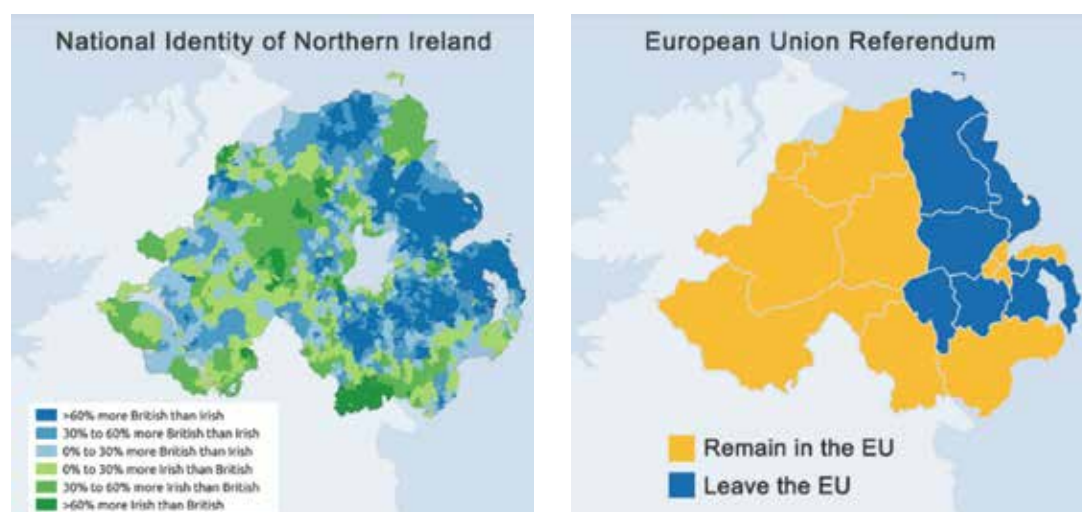 National Identity of Northern Ireland
>60% more British than Irish
30% to 60% more British than Irish
0% to 30% more British than Irish
0% to 30% more Irish than British
30% to 60% more Irish than British
>60% more Irish than British
European Union Referendum
Remain in the EU
Leave the EU